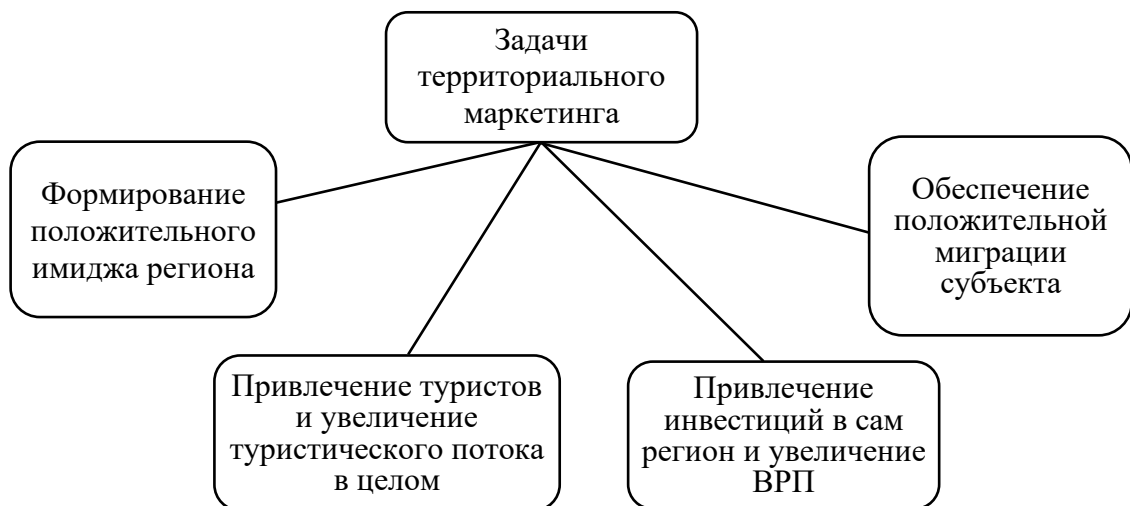 Задачи
территориального
маркетинга
Формирование
положительного
имиджа региона
Обеспечение
положительной
миграции
субъекта
Привлечение туристов
и увеличение
туристического потока
в целом
Привлечение
инвестиций в сам
регион и увеличение
ВРП